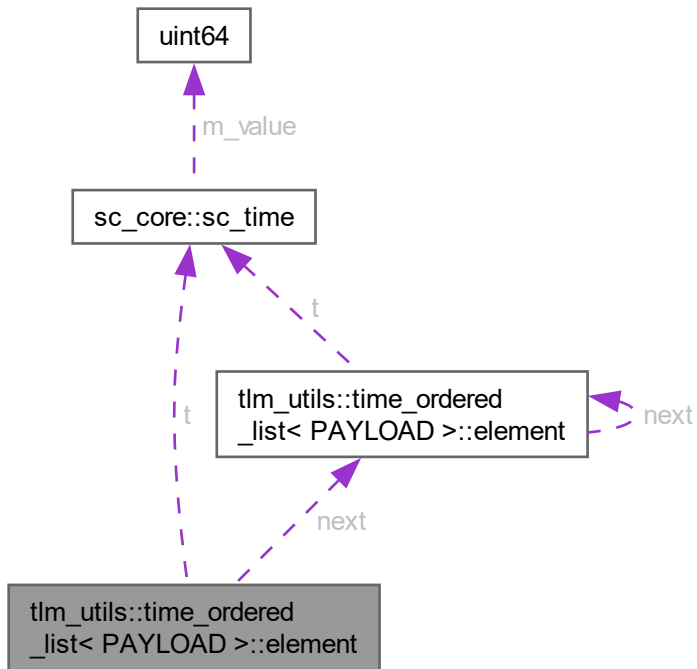 uint64
m_value
sc_core::sc_time
t
tlm_utils::time_ordered
_list< PAYLOAD >::element
next
t
next
tlm_utils::time_ordered
_list< PAYLOAD >::element